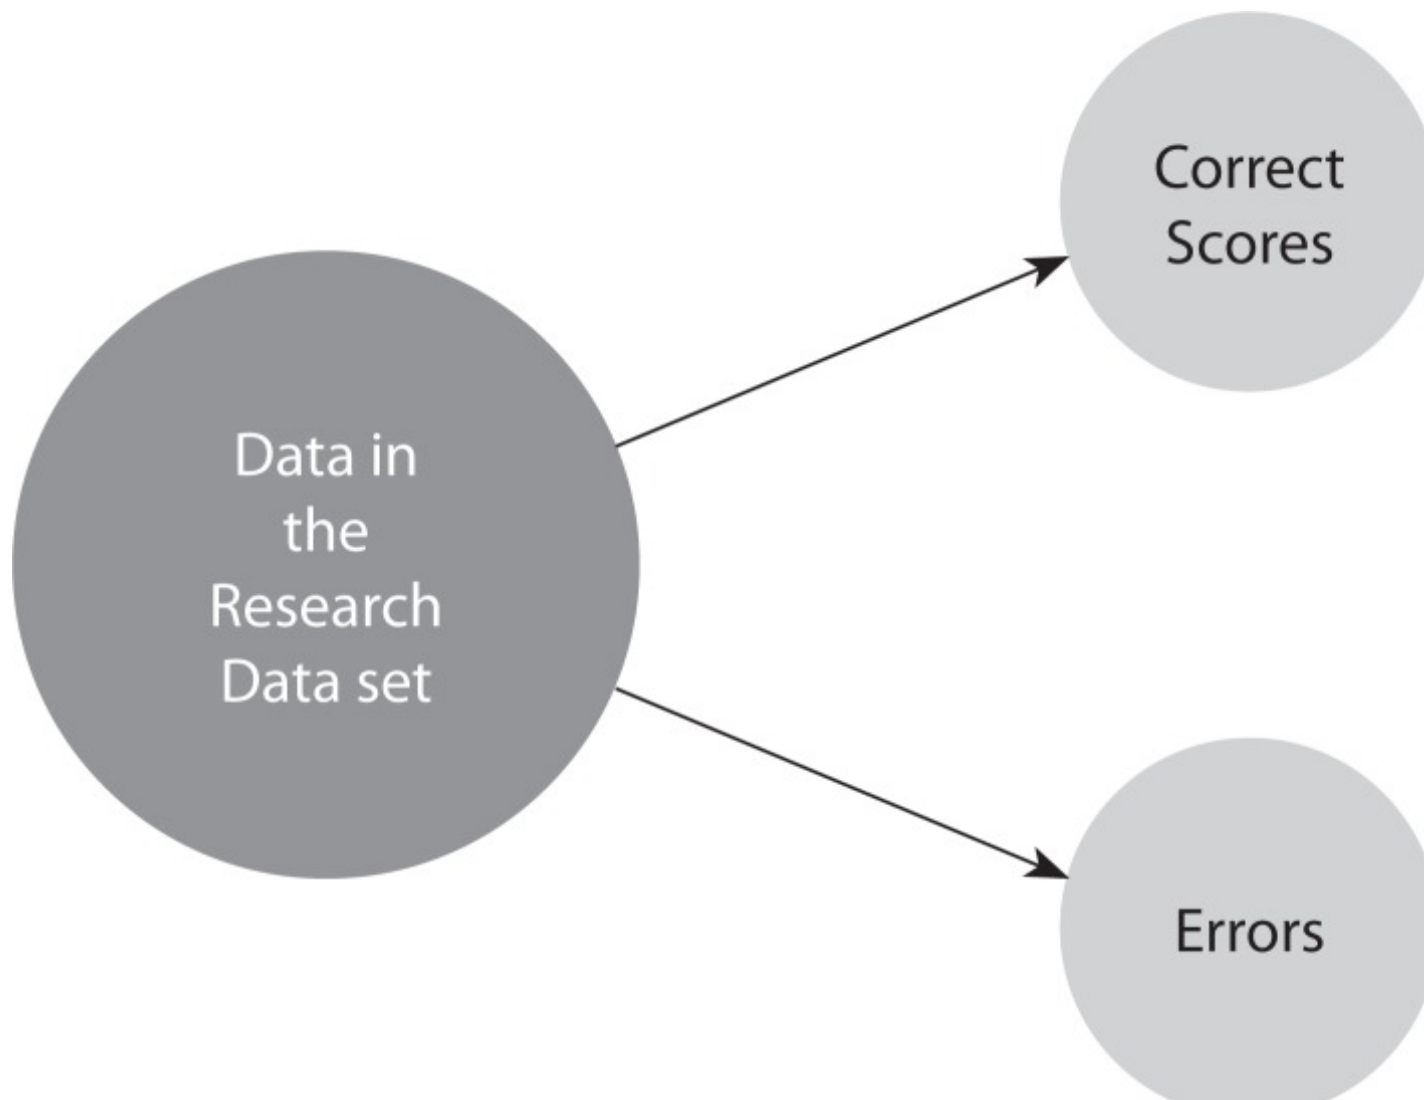 Correct
Scores
Data in
the
Research
Data set
Errors